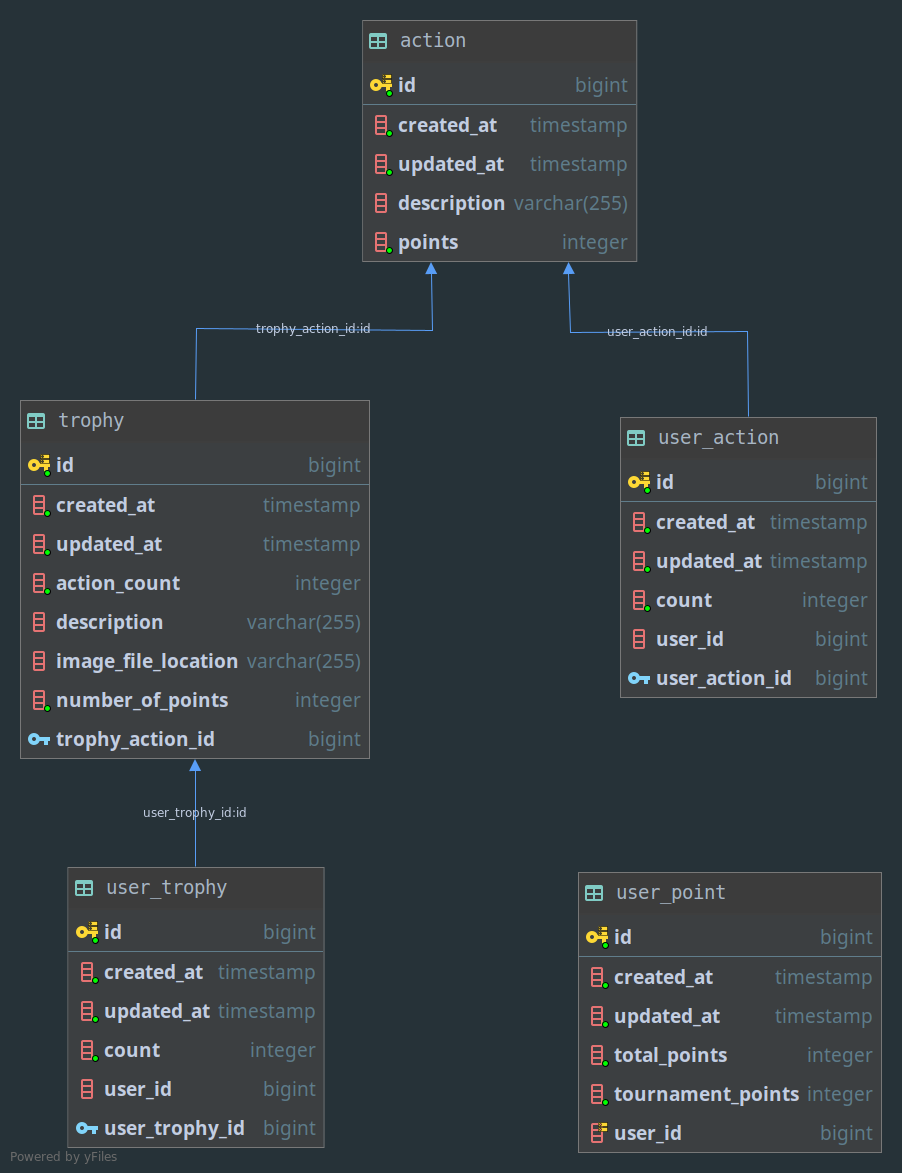 action
id bigint
created_at timestamp
updated_at timestamp
description varchar(255)
points integer
trophy_action_id:id
user_action_id:id
trophy
id bigint
created_at timestamp
updated_at timestamp
action_count integer
description varchar(255)
image_file_location varchar(255)
number_of_points integer
trophy_action_id bigint
user_action
id bigint
created_at timestamp
updated_at timestamp
count integer
user_id bigint
user_action_id bigint
user_trophy_id:id
user_trophy
id bigint
created_at timestamp
updated_at timestamp
count integer
user_id bigint
user_trophy_id bigint
user_point
id bigint
created_at timestamp
updated_at timestamp
total_points integer
tournament_points integer
user_id bigint
Powered by yFiles